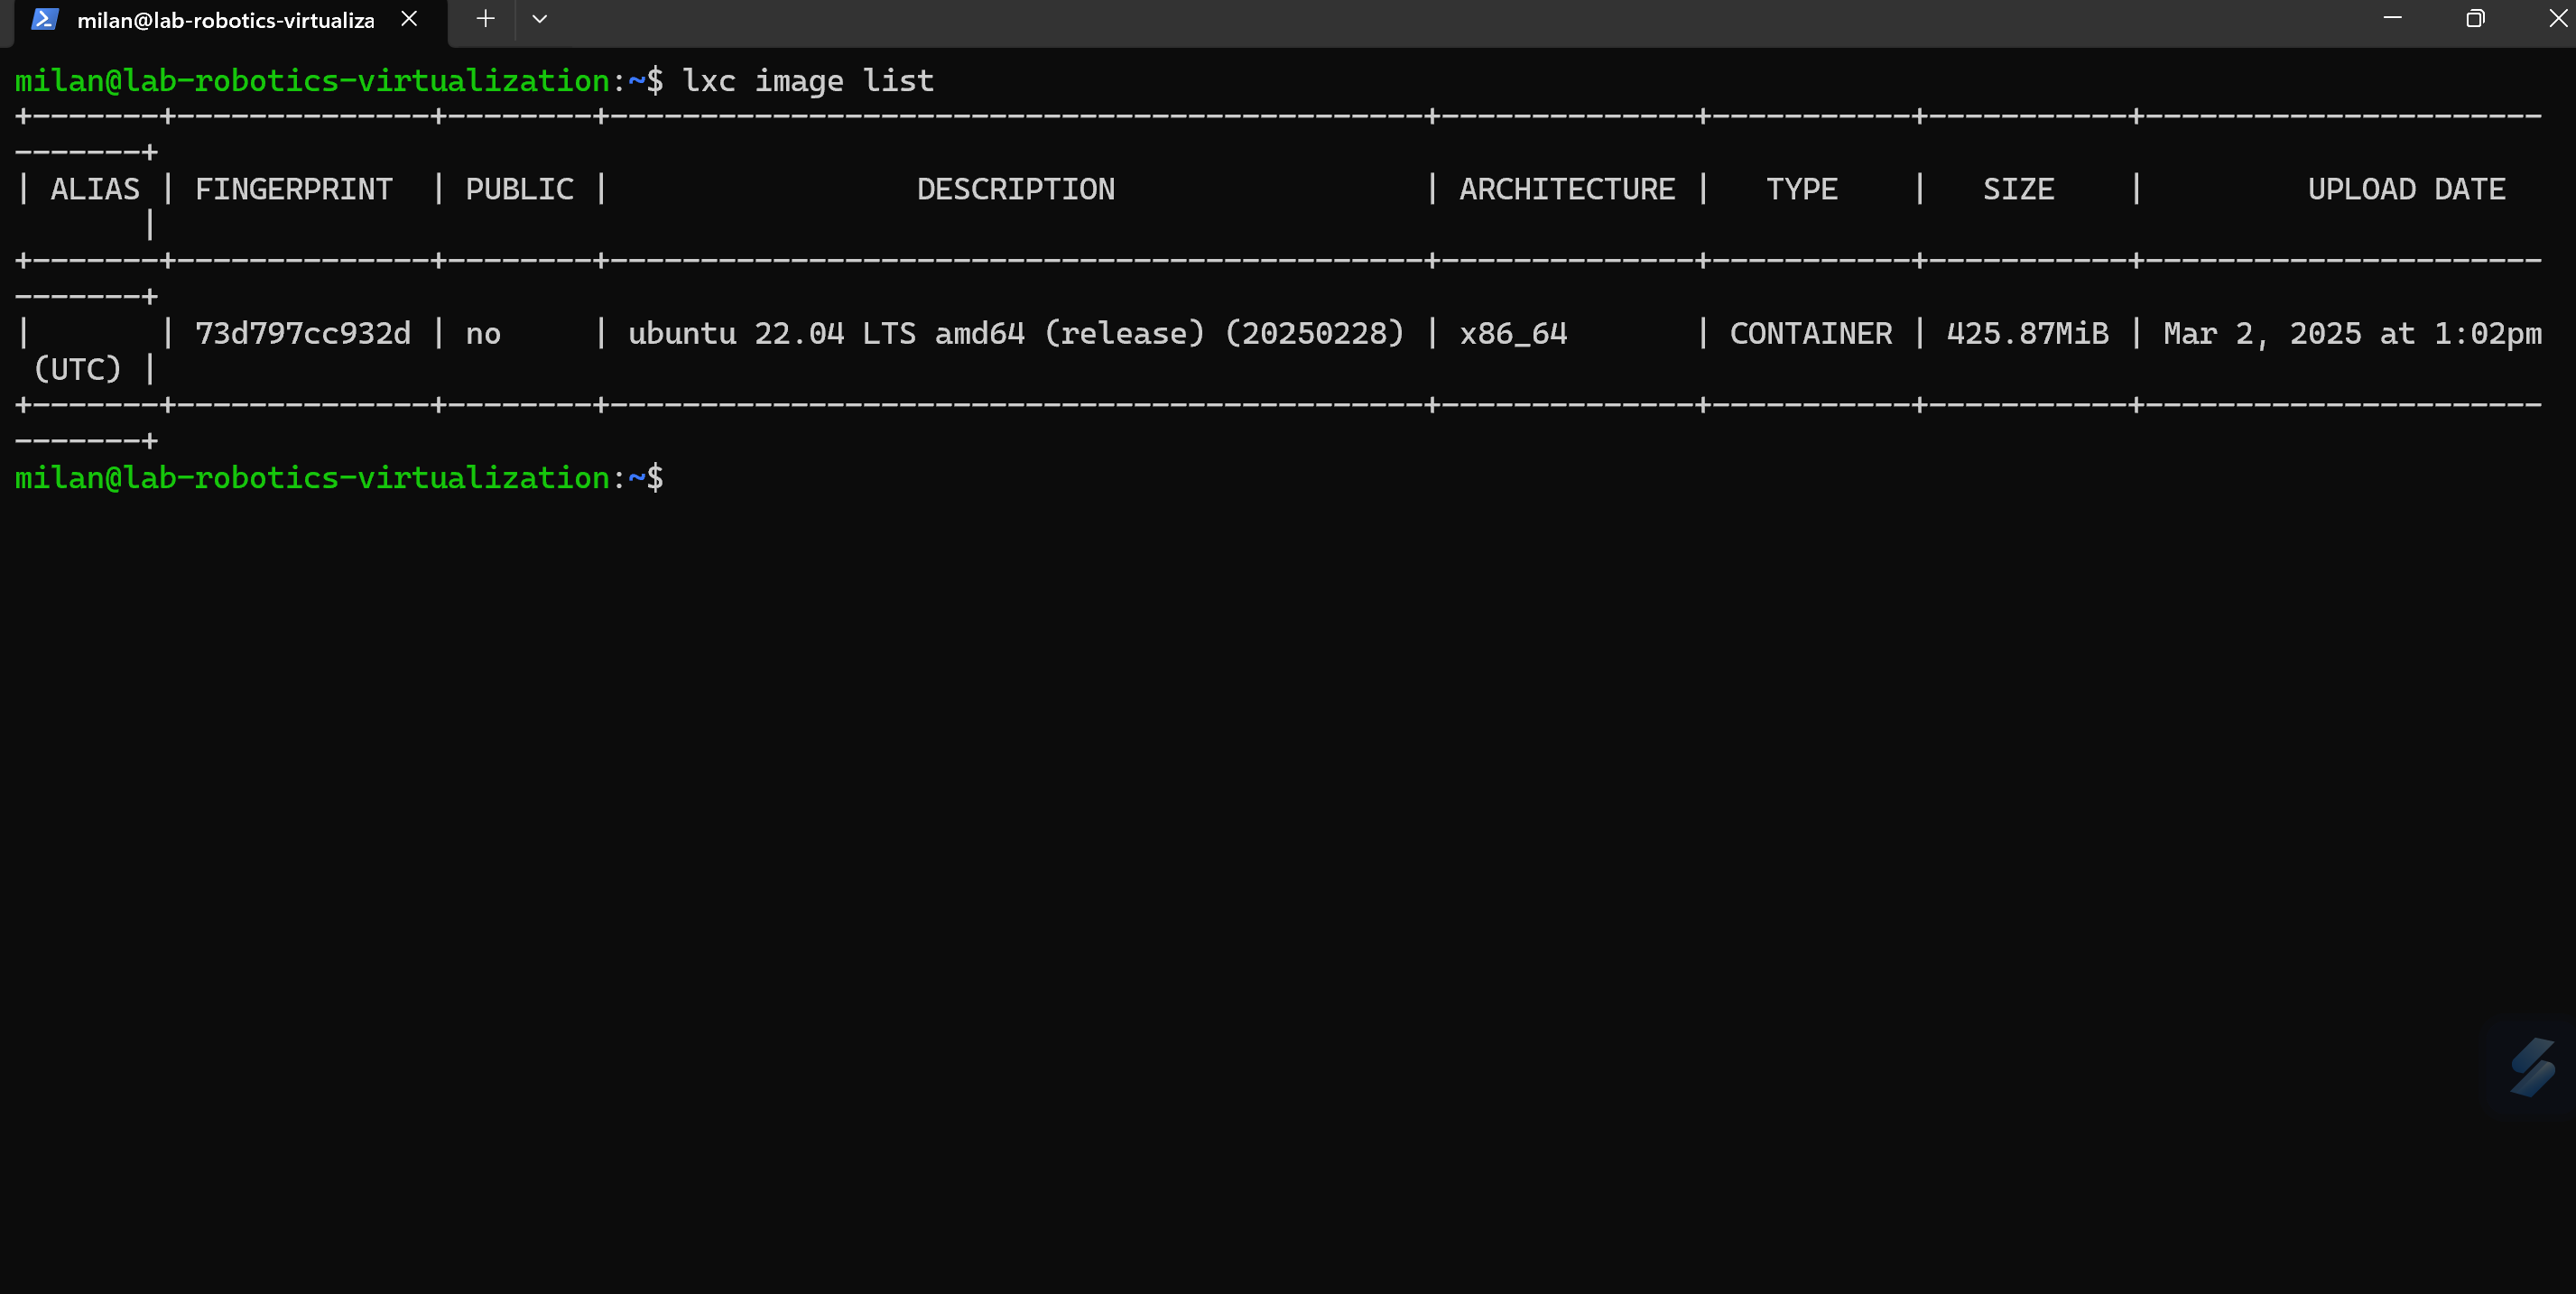 milan@lab-robotics-virtualiza
milan@lab-robotics-virtualization:~$ lxc image list
+-------+--------------+--------+---------------------------------------------+--------------+-----------+-----------+----------------------
-------+
| ALIAS | FINGERPRINT  | PUBLIC |                 DESCRIPTION                 | ARCHITECTURE |   TYPE    |   SIZE    |         UPLOAD DATE
       |
+-------+--------------+--------+---------------------------------------------+--------------+-----------+-----------+----------------------
-------+
|       | 73d797cc932d | no     | ubuntu 22.04 LTS amd64 (release) (20250228) | x86_64       | CONTAINER | 425.87MiB | Mar 2, 2025 at 1:02pm
 (UTC) |
+-------+--------------+--------+---------------------------------------------+--------------+-----------+-----------+----------------------
-------+
milan@lab-robotics-virtualization:~$